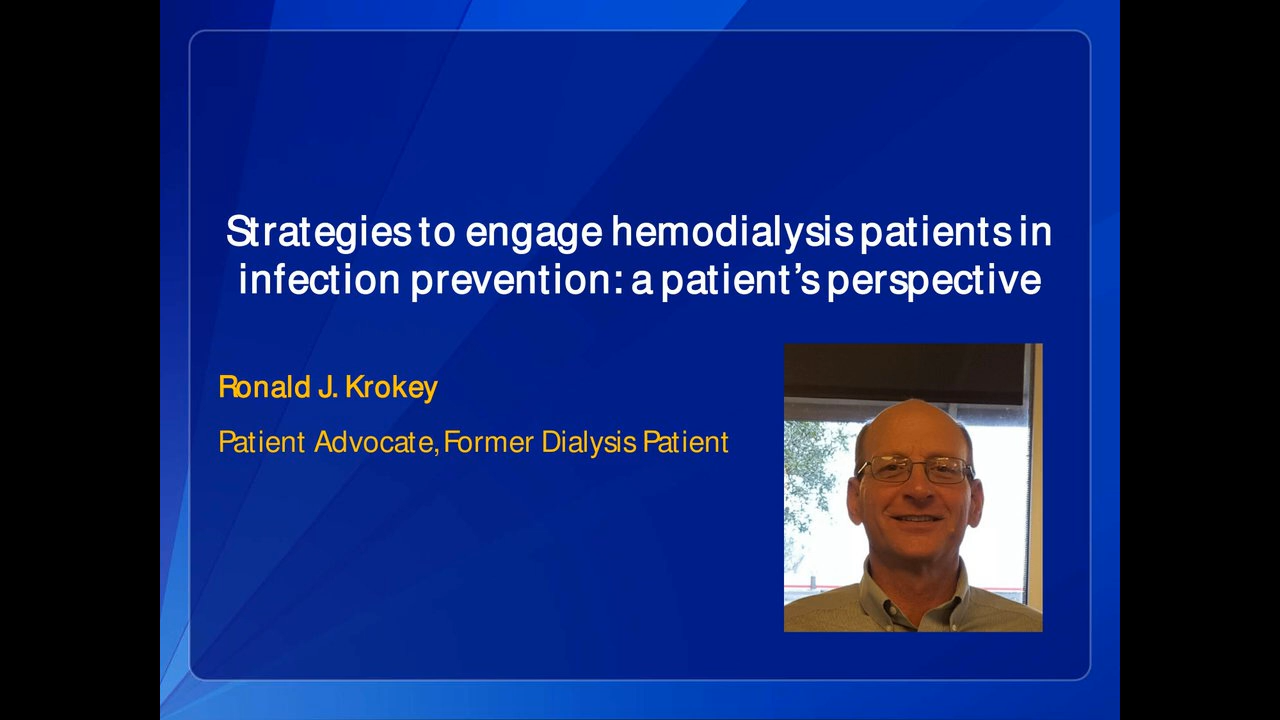 Strategies to engage hemodialysis patients in
infection prevention: a patient’s perspective
Ronald J. Krokey
Patient Advocate, Former Dialysis Patient